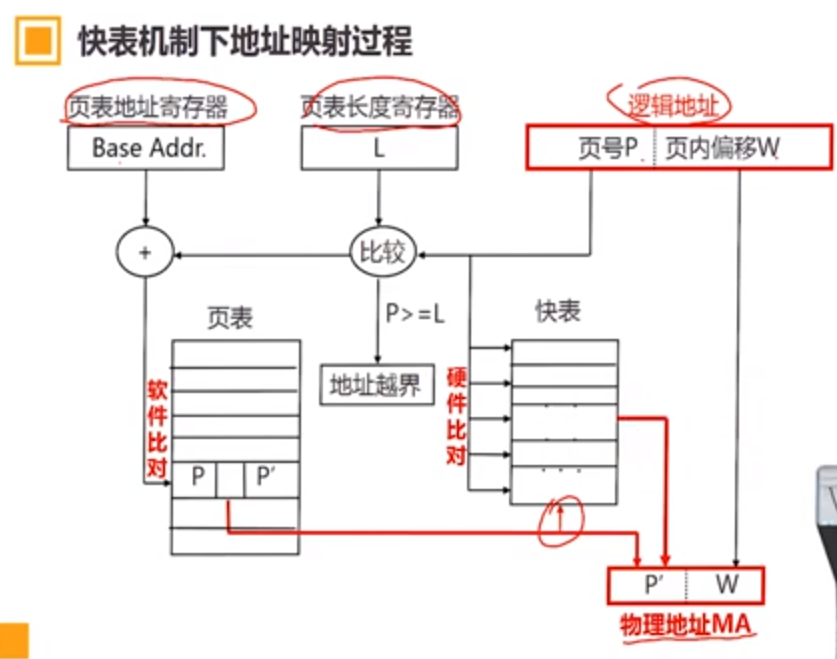 快表机制下地址映射过程
页表地址寄存器
页表长度寄存器
逻辑地址
Base Addr.
L
页号P
页内偏移W
+
比较
页表
P>=L
快表
地址越界
软件比对
硬件比对
P
P'
P'
W
物理地址MA